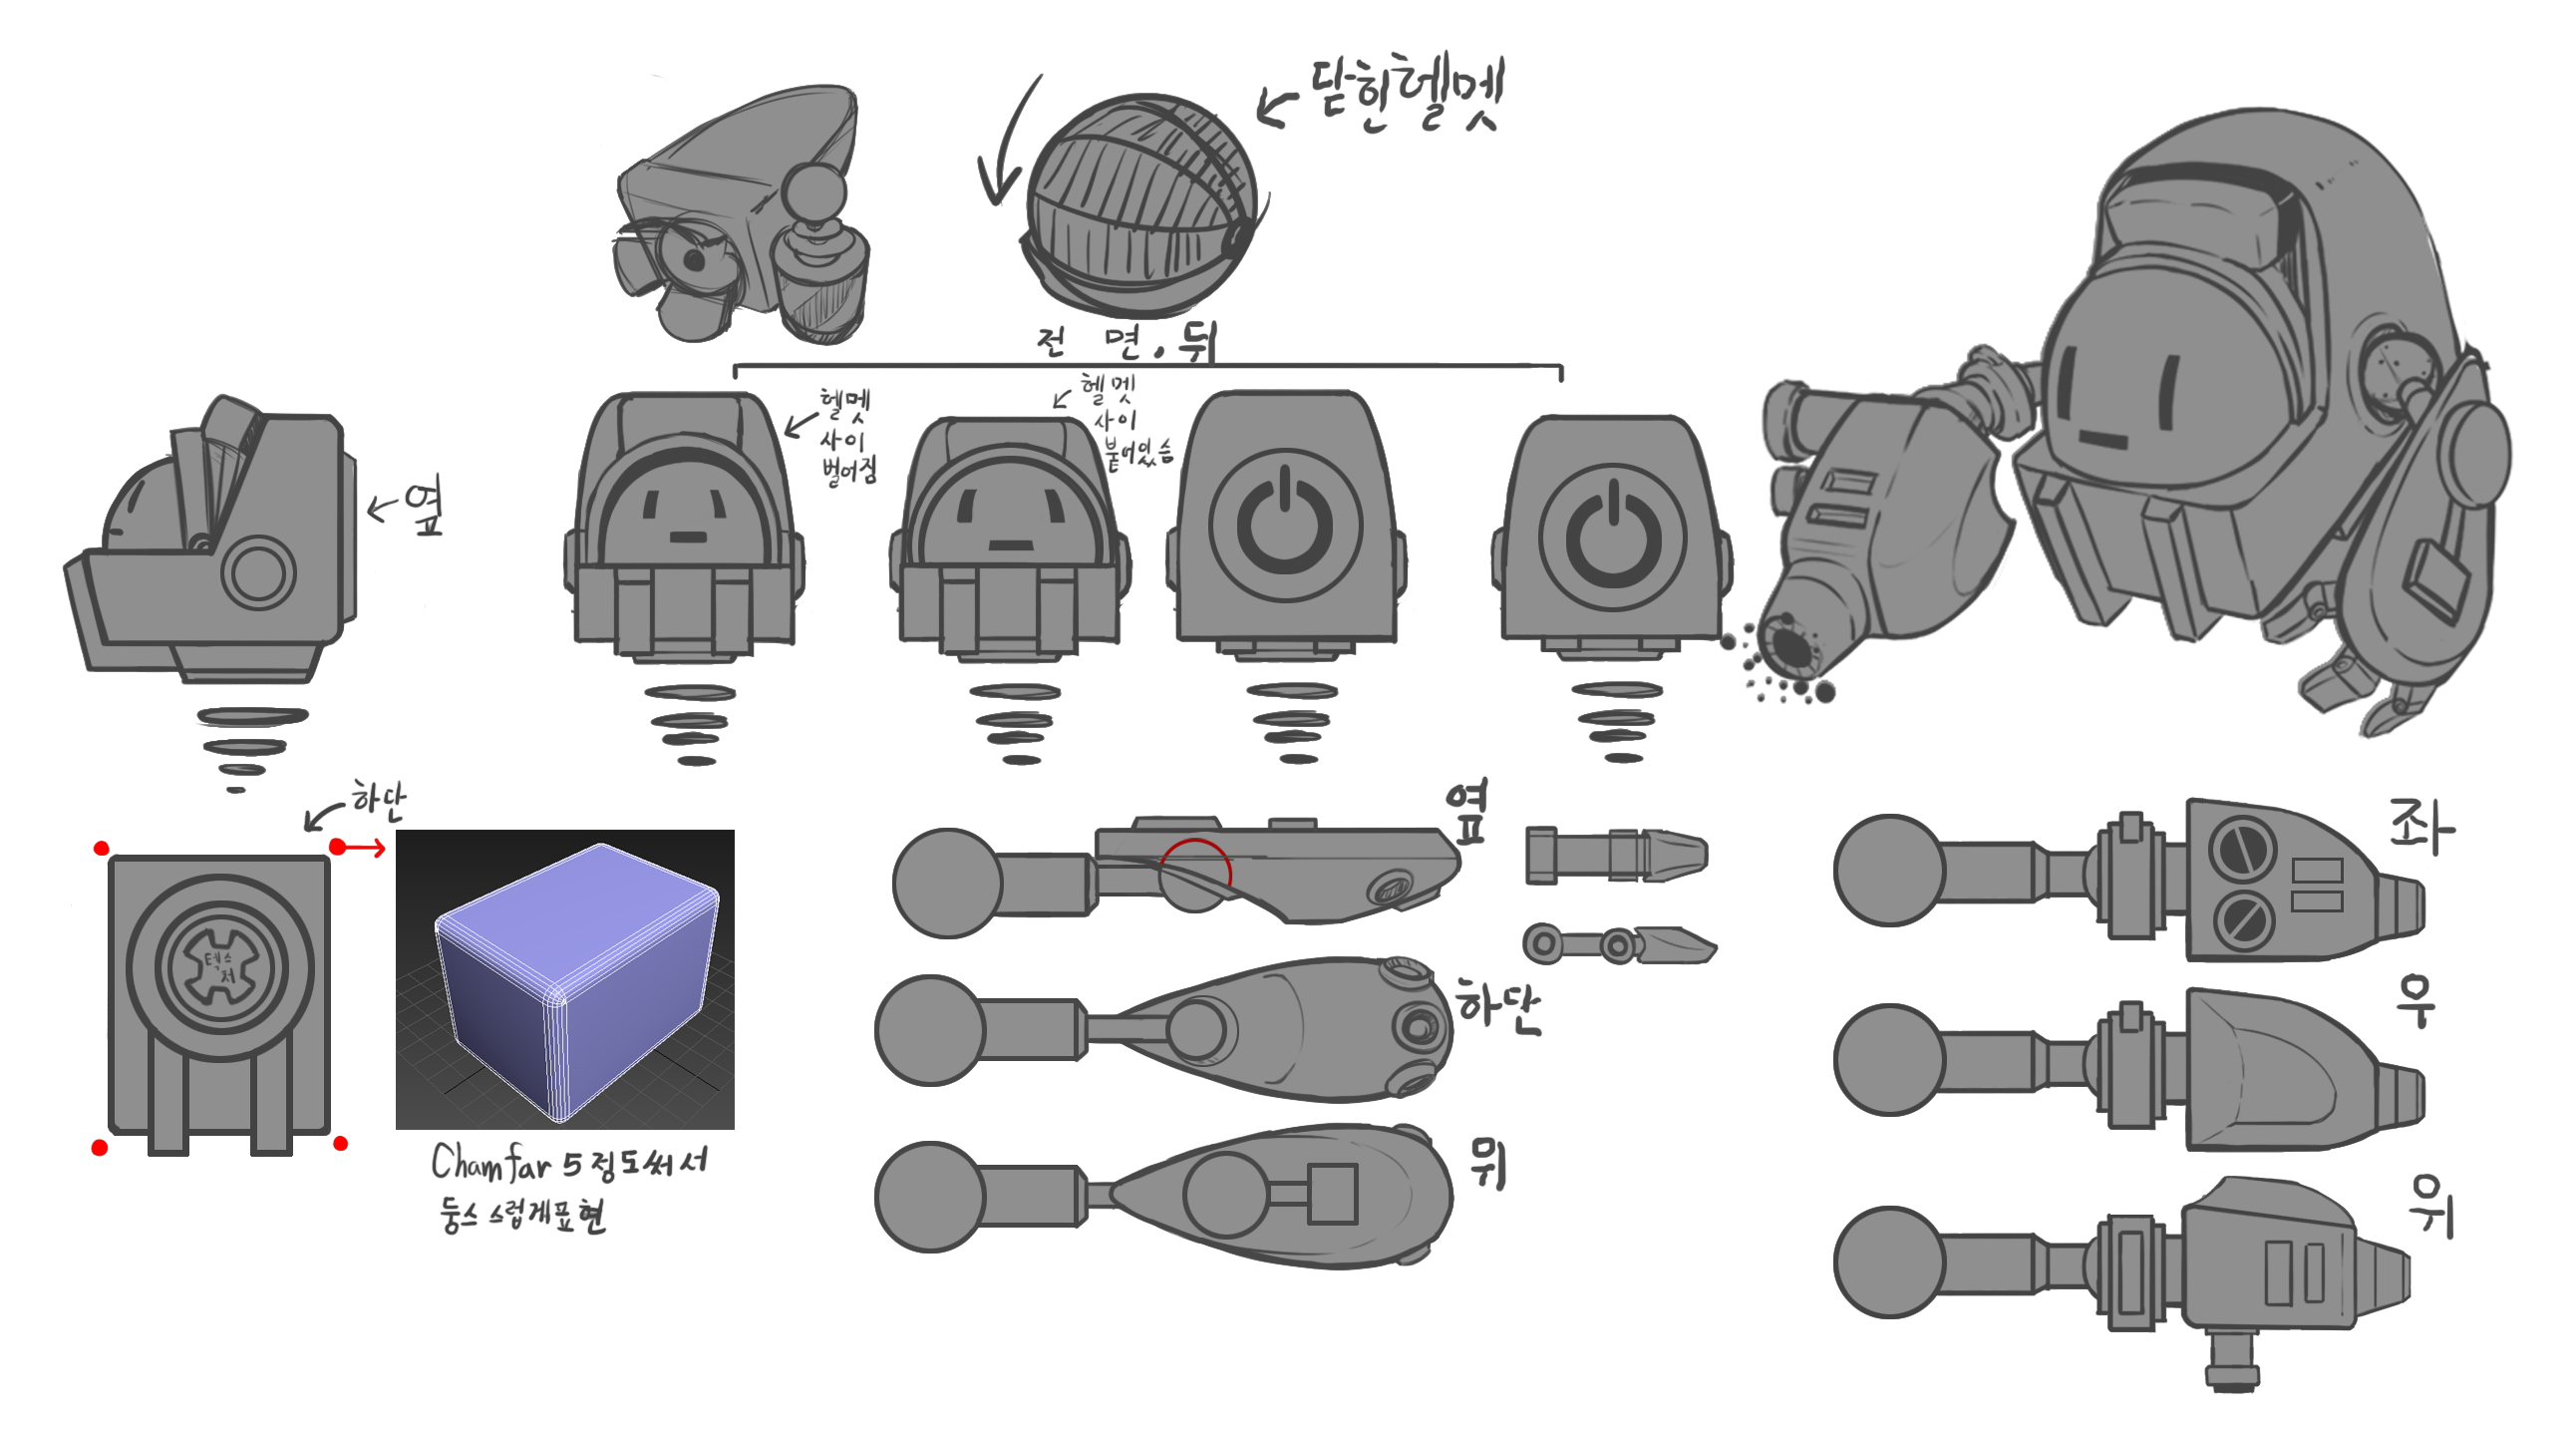 닫힌헬멧
전 면. 뒤
헬멧
사이
벌어짐
헬멧
사이
붙어있슴
옆
하단
텍스
처
Chamfar 5정도써서
둥스 스럽게표현
옆
하단
위
좌
우
위